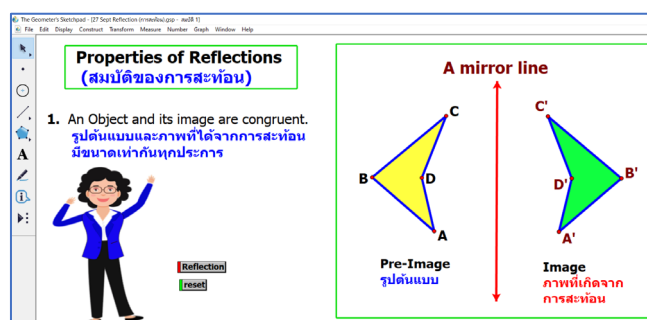 The Geometer's Sketchpad - [27 Sept Reflection (การสะท้อน).gsp - สมบัติ 1]
File Edit Display Construct Transform Measure Number Graph Window Help
Properties of Reflections
(สมบัติของการสะท้อน)
1. An Object and its image are congruent.
รูปต้นแบบและภาพที่ได้จากการสะท้อน
มีขนาดเท่ากันทุกประการ
A
Reflection
reset
A mirror line
C
C'
B
D
D'
B'
A
A'
Pre-Image
รูปต้นแบบ
Image
ภาพที่เกิดจาก
การสะท้อน